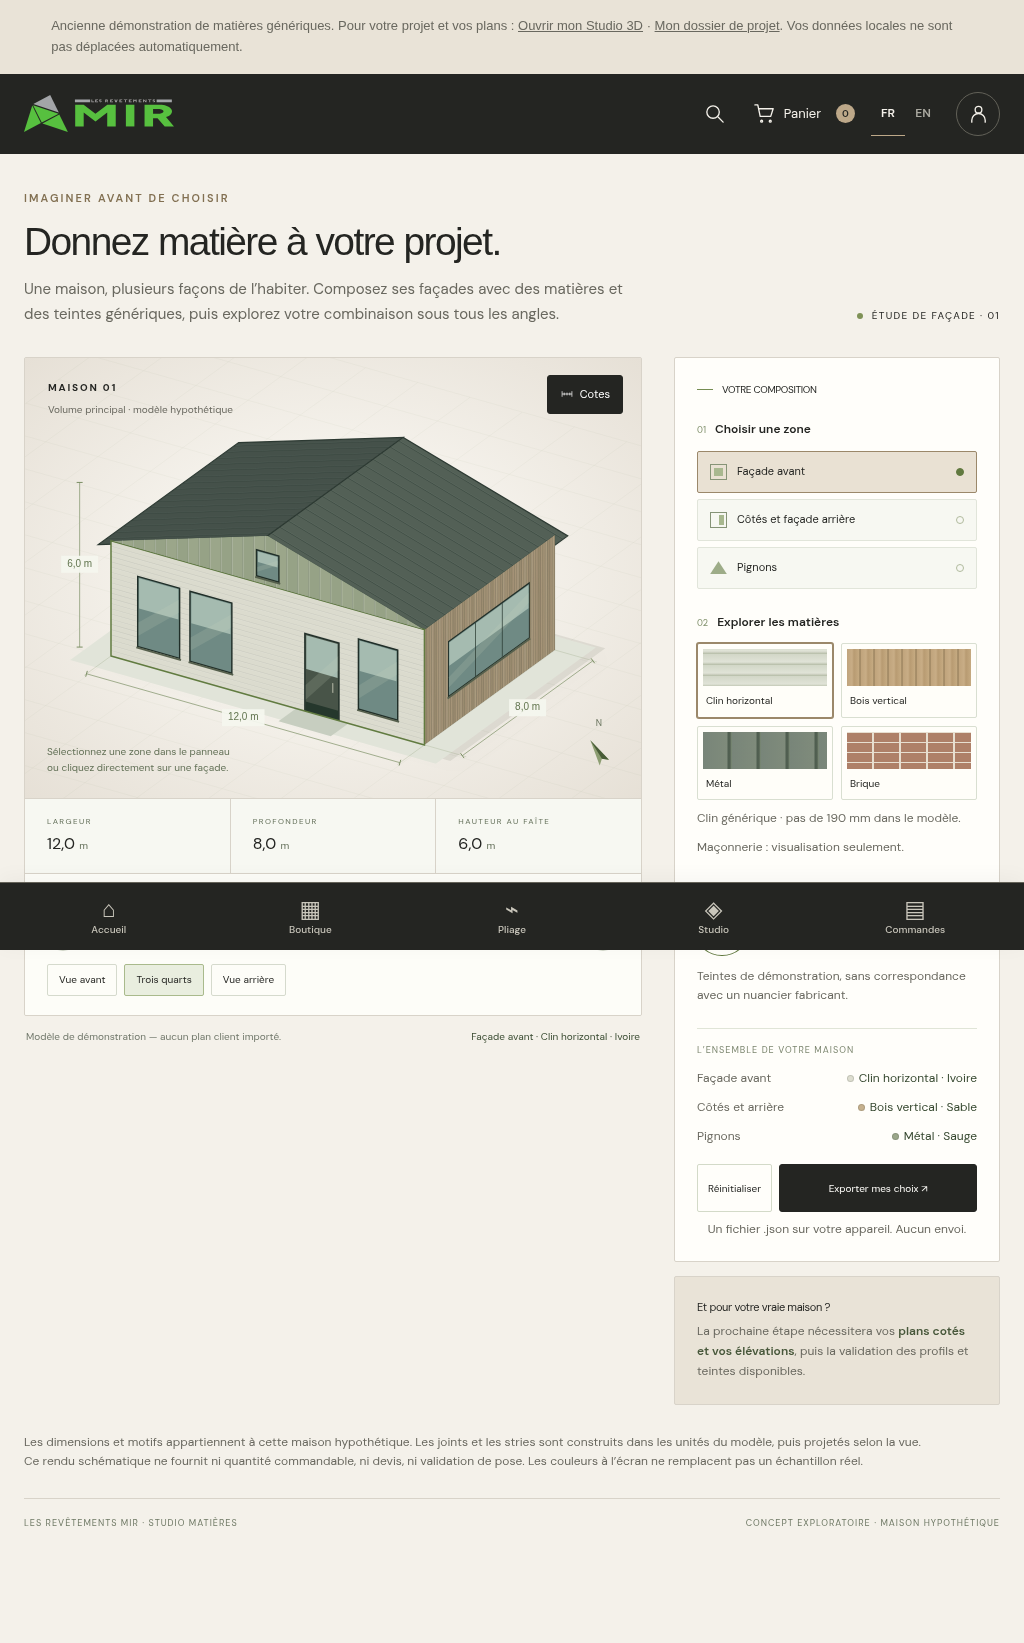 Ancienne démonstration de matières génériques. Pour votre projet et vos plans : Ouvrir mon Studio 3D · Mon dossier de projet. Vos données locales ne sont
pas déplacées automatiquement.
LES REVÊTEMENTS
MIR
Panier 0 FR EN
IMAGINER AVANT DE CHOISIR
Donnez matière à votre projet.
Une maison, plusieurs façons de l’habiter. Composez ses façades avec des matières et
des teintes génériques, puis explorez votre combinaison sous tous les angles.
ÉTUDE DE FAÇADE · 01
MAISON 01
Volume principal · modèle hypothétique
Cotes
6,0 m
12,0 m
8,0 m
N
Sélectionnez une zone dans le panneau
ou cliquez directement sur une façade.
LARGEUR
12,0 m
PROFONDEUR
8,0 m
HAUTEUR AU FAÎTE
6,0 m
Vue avant
Trois quarts
Vue arrière
Modèle de démonstration — aucun plan client importé.
Façade avant · Clin horizontal · Ivoire
VOTRE COMPOSITION
01 Choisir une zone
Façade avant
Côtés et façade arrière
Pignons
02 Explorer les matières
Clin horizontal
Bois vertical
Métal
Brique
Clin générique · pas de 190 mm dans le modèle.
Maçonnerie : visualisation seulement.
Accueil
Boutique
Pliage
Studio
Commandes
Teintes de démonstration, sans correspondance
avec un nuancier fabricant.
L’ENSEMBLE DE VOTRE MAISON
Façade avant Clin horizontal · Ivoire
Côtés et arrière Bois vertical · Sable
Pignons Métal · Sauge
Réinitialiser
Exporter mes choix ↗
Un fichier .json sur votre appareil. Aucun envoi.
Et pour votre vraie maison ?
La prochaine étape nécessitera vos plans cotés
et vos élévations, puis la validation des profils et
teintes disponibles.
Les dimensions et motifs appartiennent à cette maison hypothétique. Les joints et les stries sont construits dans les unités du modèle, puis projetés selon la vue.
Ce rendu schématique ne fournit ni quantité commandable, ni devis, ni validation de pose. Les couleurs à l’écran ne remplacent pas un échantillon réel.
LES REVÊTEMENTS MIR · STUDIO MATIÈRES
CONCEPT EXPLORATOIRE · MAISON HYPOTHÉTIQUE